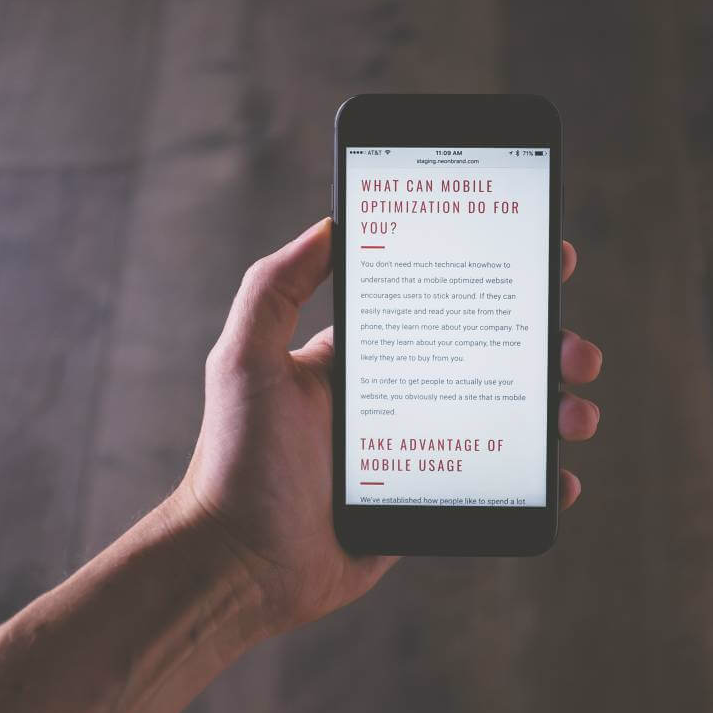 AT&T 11:09 AM 71%
staging.neonbrand.com
WHAT CAN MOBILE
OPTIMIZATION DO FOR
YOU?
You don't need much technical knowhow to
understand that a mobile optimized website
encourages users to stick around. If they can
easily navigate and read your site from their
phone, they learn more about your company. The
more they learn about your company, the more
likely they are to buy from you.
So in order to get people to actually use your
website, you obviously need a site that is mobile
optimized.
TAKE ADVANTAGE OF
MOBILE USAGE
We've established how people like to spend a lot